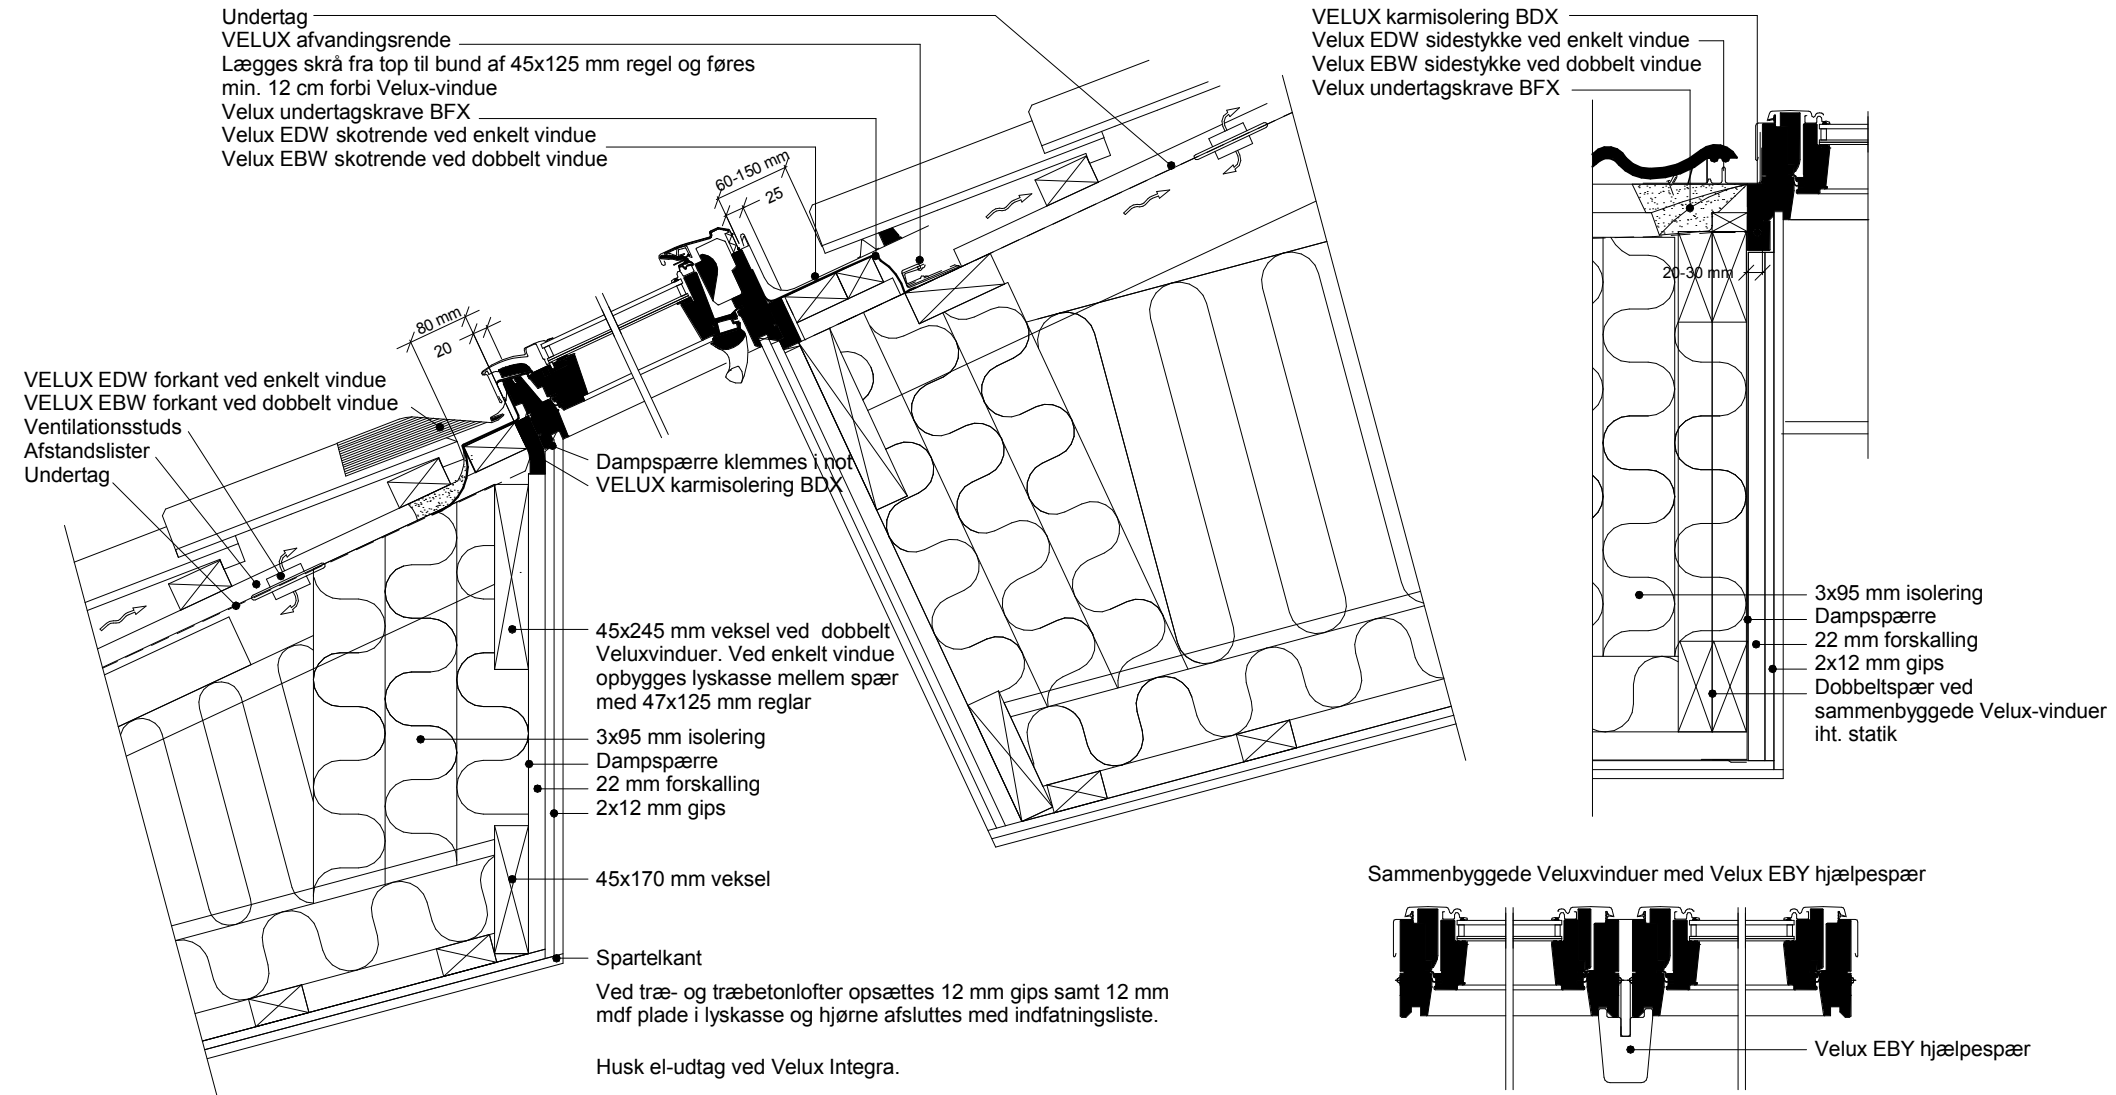 Undertag
VELUX afvandingsrende
Lægges skrå fra top til bund af 45x125 mm regel og føres
min. 12 cm forbi Velux-vindue
Velux undertagskrave BFX
Velux EDW skotrende ved enkelt vindue
Velux EBW skotrende ved dobbelt vindue
60-150 mm
25
80 mm
20
VELUX EDW forkant ved enkelt vindue
VELUX EBW forkant ved dobbelt vindue
Ventilationsstuds
Afstandslister
Undertag
Dampspærre klemmes i not
VELUX karmisolering BDX
45x245 mm veksel ved dobbelt
Veluxvinduer. Ved enkelt vindue
opbygges lyskasse mellem spær
med 47x125 mm reglar
3x95 mm isolering
Dampspærre
22 mm forskalling
2x12 mm gips
45x170 mm veksel
Spartelkant
Ved træ- og træbetonlofter opsættes 12 mm gips samt 12 mm
mdf plade i lyskasse og hjørne afsluttes med indfatningsliste.
Husk el-udtag ved Velux Integra.
VELUX karmisolering BDX
Velux EDW sidestykke ved enkelt vindue
Velux EBW sidestykke ved dobbelt vindue
Velux undertagskrave BFX
20-30 mm
3x95 mm isolering
Dampspærre
22 mm forskalling
2x12 mm gips
Dobbeltspær ved
sammenbyggede Velux-vinduer
iht. statik
Sammenbyggede Veluxvinduer med Velux EBY hjælpespær
Velux EBY hjælpespær